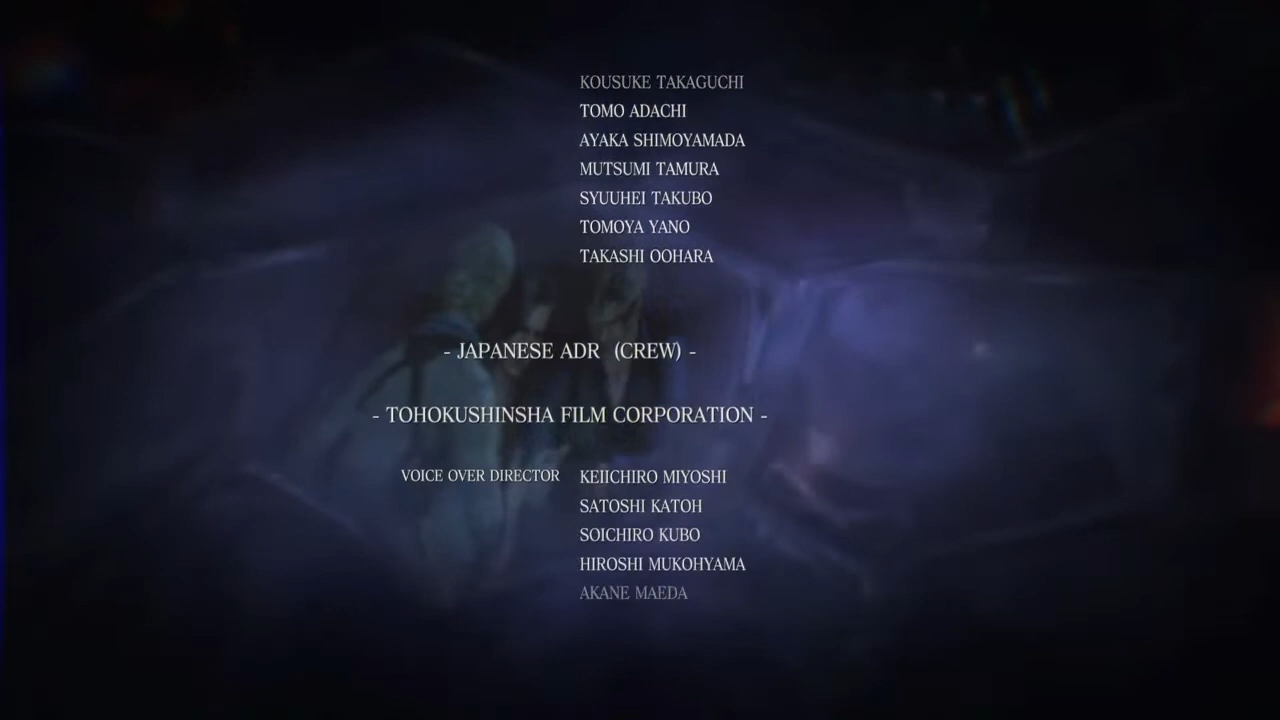 KOUSUKE TAKAGUCHI
TOMO ADACHI
AYAKA SHIMOYAMADA
MUTSUMI TAMURA
SYUUHEI TAKUBO
TOMOYA YANO
TAKASHI OOHARA
- JAPANESE ADR (CREW) -
- TOHOKUSHINSHA FILM CORPORATION -
VOICE OVER DIRECTOR KEIICHIRO MIYOSHI
SATOSHI KATOH
SOICHIRO KUBO
HIROSHI MUKOHYAMA
AKANE MAEDA